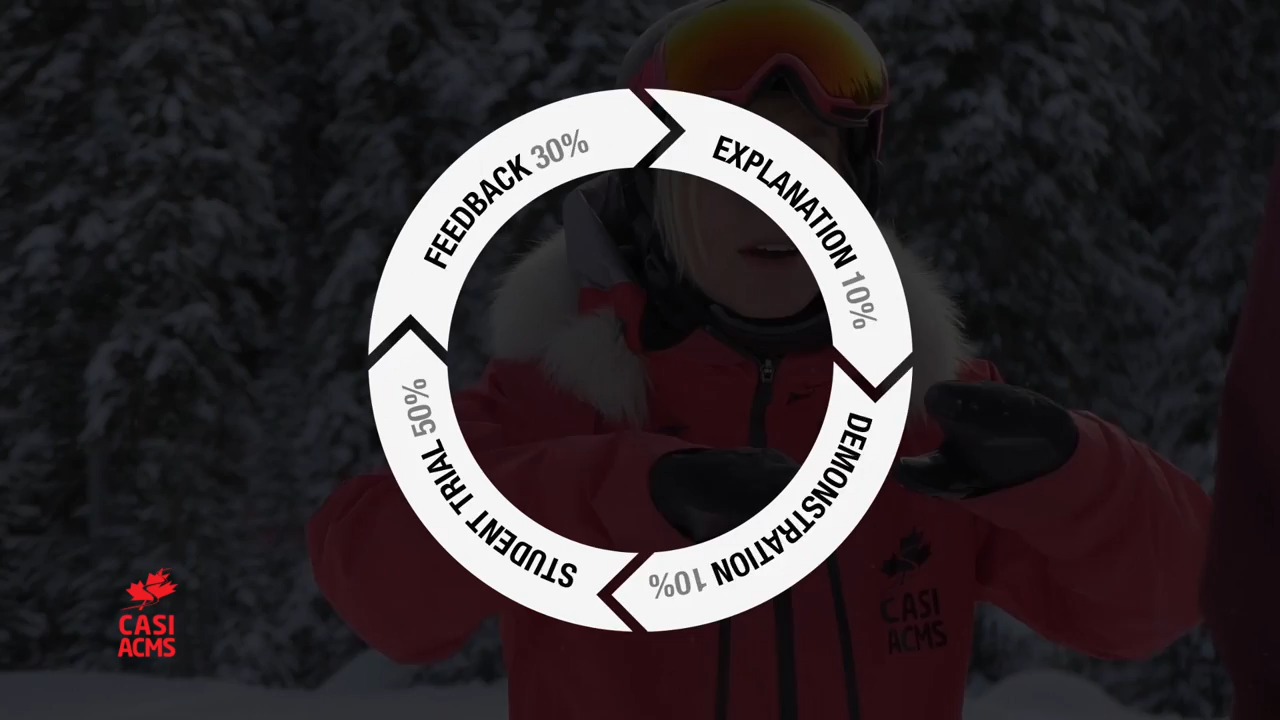 EXPLANATION 10%
DEMONSTRATION 10%
STUDENT TRIAL 50%
FEEDBACK 30%
CASI
ACMS
CASI
ACMS